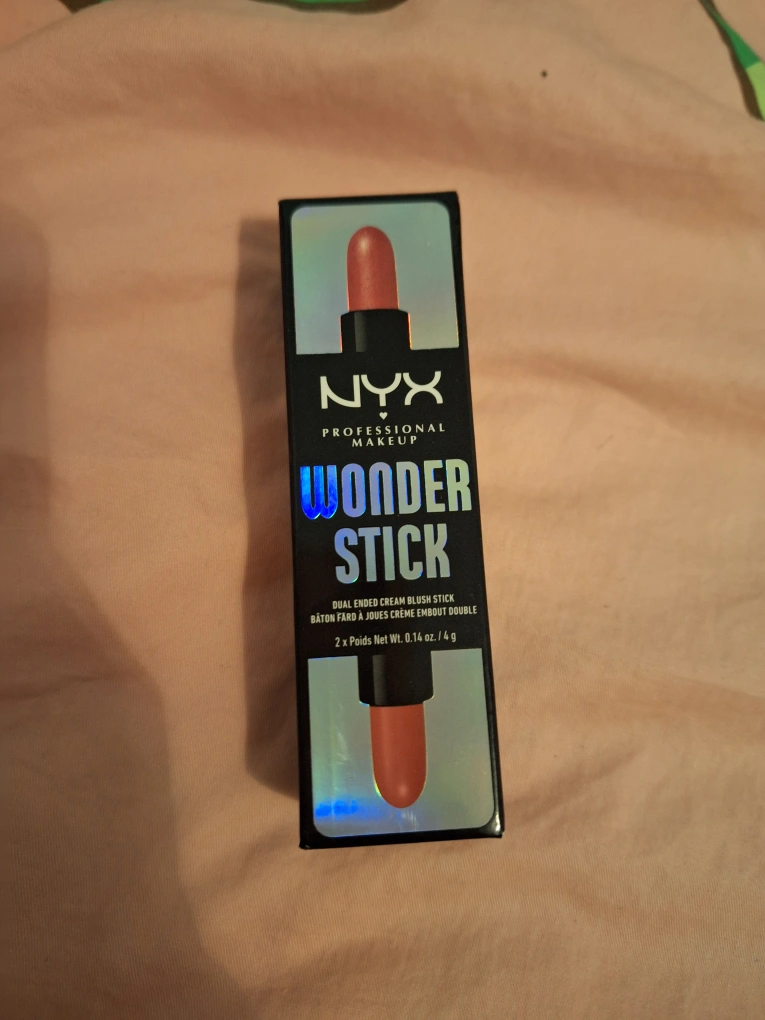 NYX
PROFESSIONAL
MAKEUP
WONDER
STICK
DUAL ENDED CREAM BLUSH STICK
BÂTON FARD À JOUES CRÈME EMBOUT DOUBLE
2 x Poids Net Wt. 0.14 oz. / 4 g